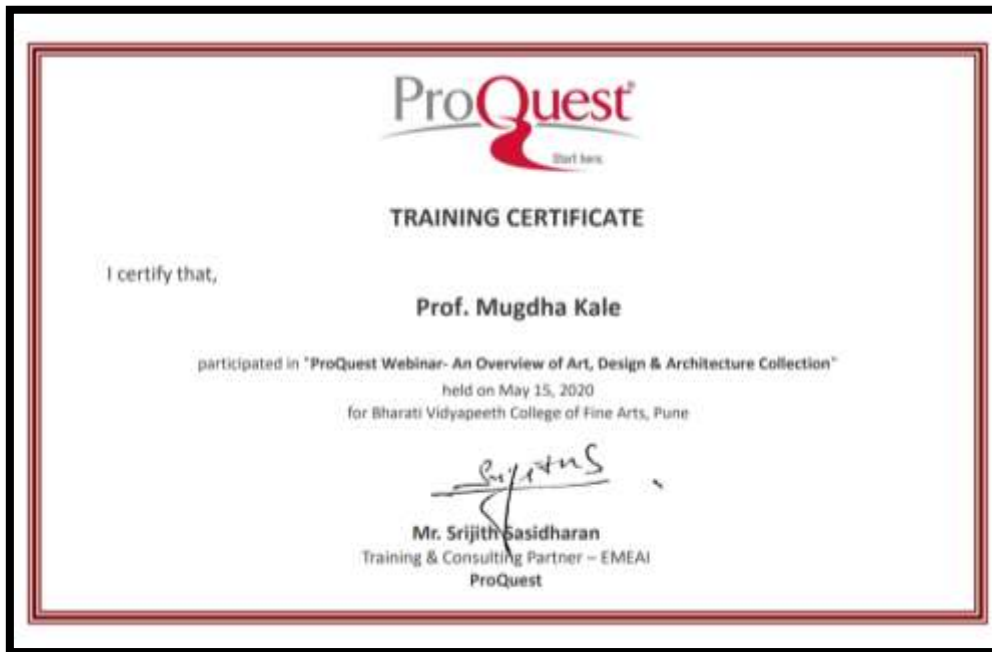 ProQuest®
Start here.
TRAINING CERTIFICATE
I certify that,
Prof. Mugdha Kale
participated in "ProQuest Webinar- An Overview of Art, Design & Architecture Collection"
held on May 15, 2020
for Bharati Vidyapeeth College of Fine Arts, Pune
Srijith S
Mr. Srijith Sasidharan
Training & Consulting Partner – EMEAI
ProQuest